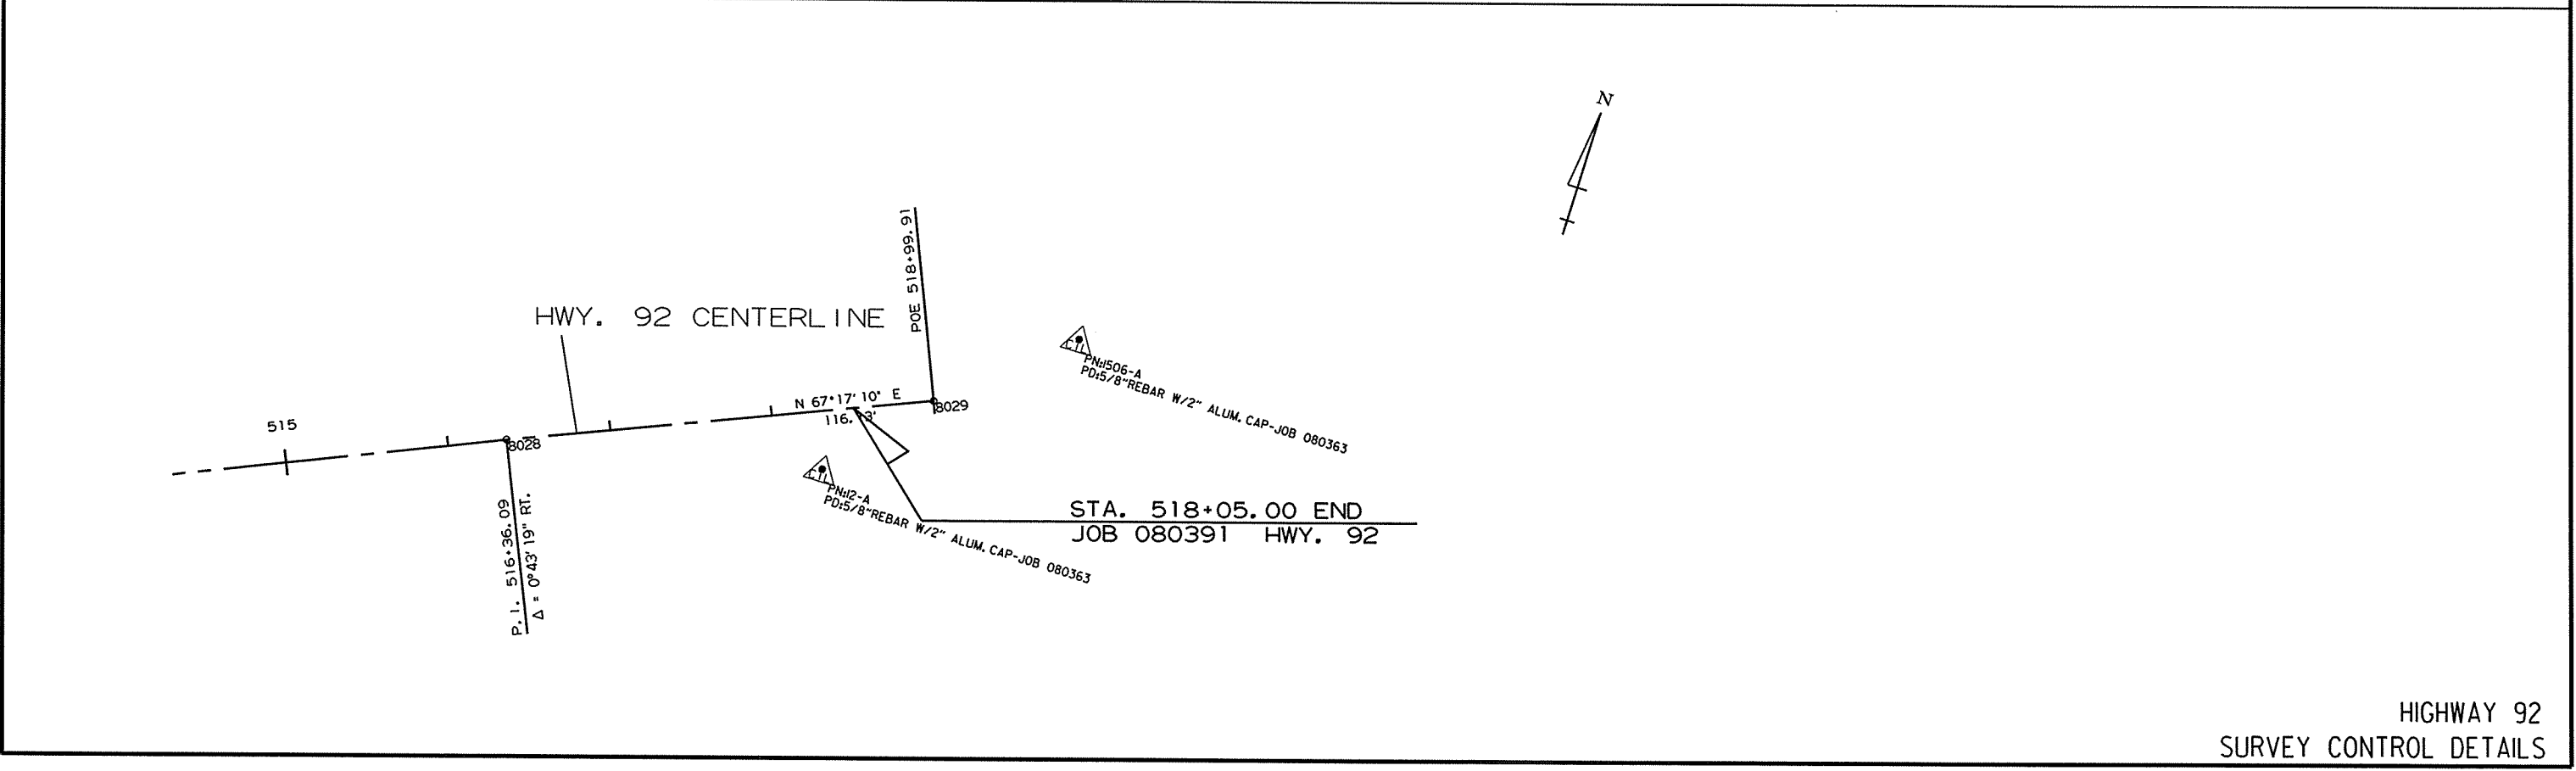 N
POE 518+99.91
HWY. 92 CENTERLINE
PN:1506-A
PD:5/8"REBAR W/2" ALUM. CAP-JOB 080363
N 67°17'10" E
8029
515
8028
PN:12-A
PD:5/8"REBAR W/2" ALUM. CAP-JOB 080363
STA. 518+05.00 END
JOB 080391 HWY. 92
P.I. 516+36.09
Δ = 0°43'19" RT.
HIGHWAY 92
SURVEY CONTROL DETAILS